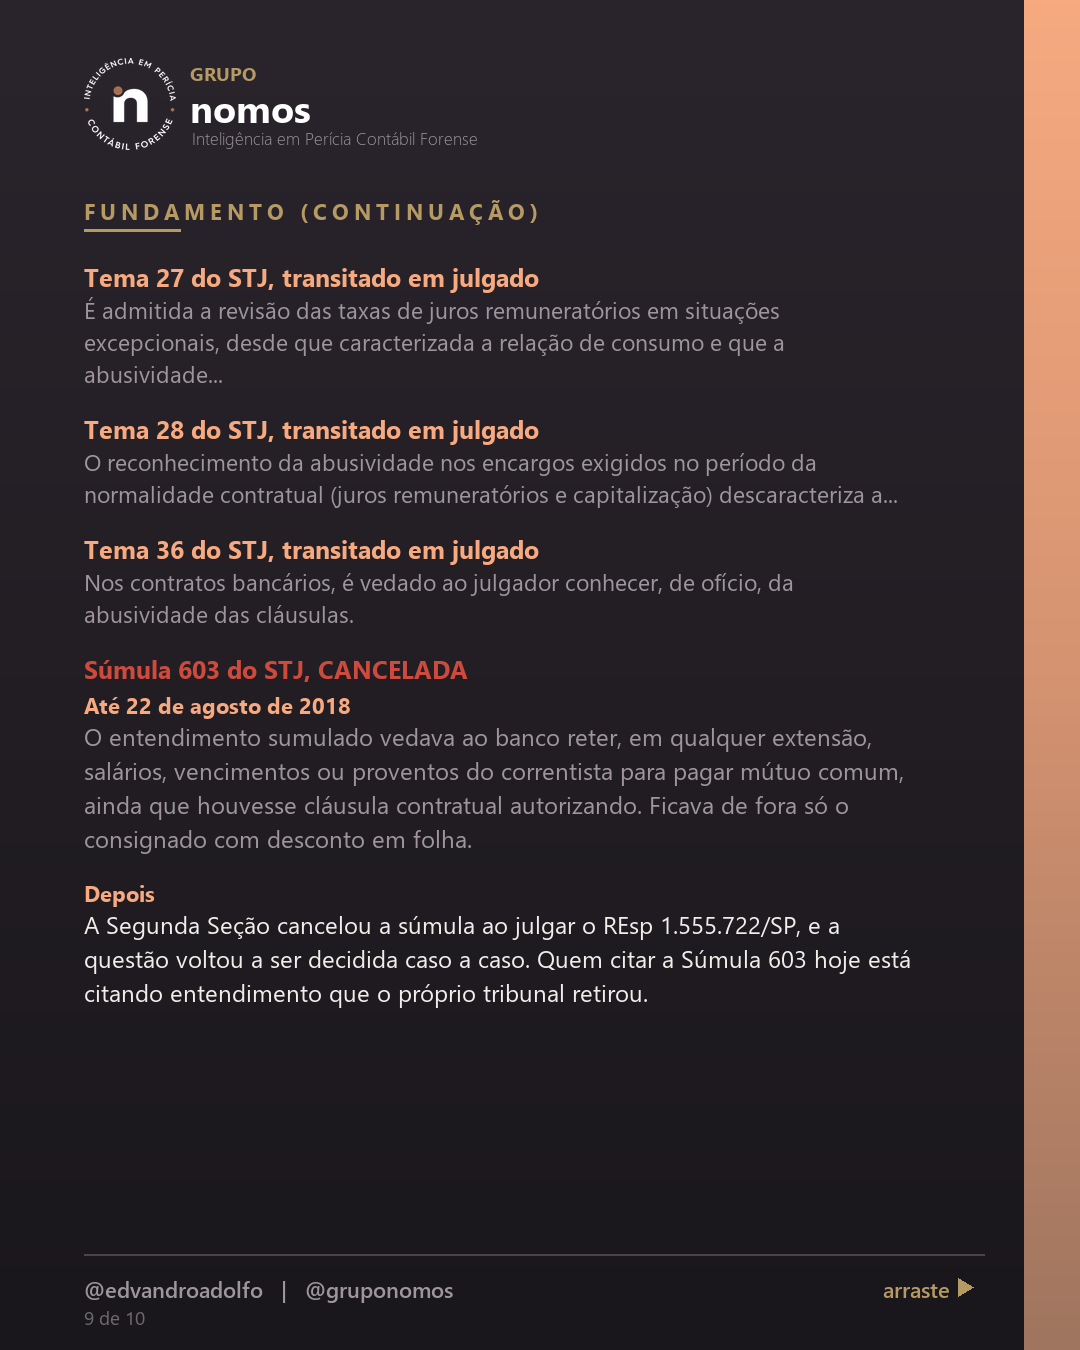 INTELIGÊNCIA EM PERÍCIA
CONTÁBIL FORENSE
n
GRUPO
nomos
Inteligência em Perícia Contábil Forense
FUNDAMENTO (CONTINUAÇÃO)
Tema 27 do STJ, transitado em julgado
É admitida a revisão das taxas de juros remuneratórios em situações
excepcionais, desde que caracterizada a relação de consumo e que a
abusividade...
Tema 28 do STJ, transitado em julgado
O reconhecimento da abusividade nos encargos exigidos no período da
normalidade contratual (juros remuneratórios e capitalização) descaracteriza a...
Tema 36 do STJ, transitado em julgado
Nos contratos bancários, é vedado ao julgador conhecer, de ofício, da
abusividade das cláusulas.
Súmula 603 do STJ, CANCELADA
Até 22 de agosto de 2018
O entendimento sumulado vedava ao banco reter, em qualquer extensão,
salários, vencimentos ou proventos do correntista para pagar mútuo comum,
ainda que houvesse cláusula contratual autorizando. Ficava de fora só o
consignado com desconto em folha.
Depois
A Segunda Seção cancelou a súmula ao julgar o REsp 1.555.722/SP, e a
questão voltou a ser decidida caso a caso. Quem citar a Súmula 603 hoje está
citando entendimento que o próprio tribunal retirou.
@edvandroadolfo | @gruponomos
arraste
9 de 10